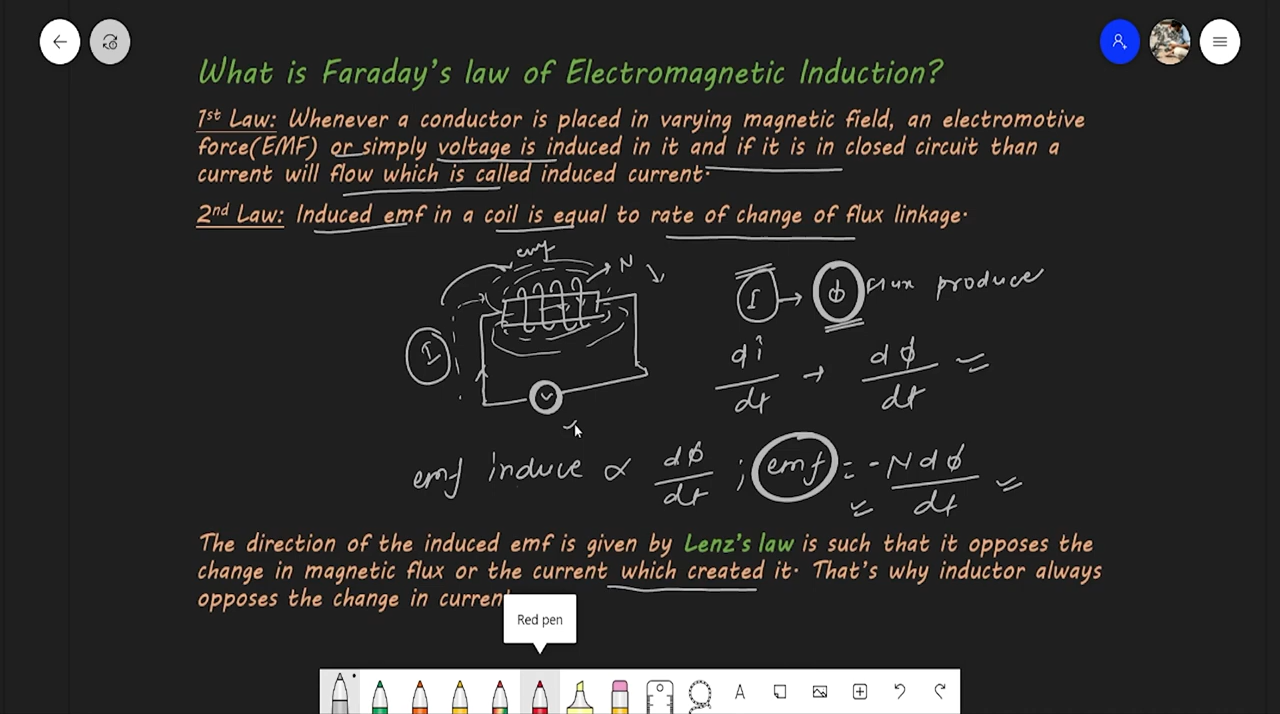 What is Faraday's law of Electromagnetic Induction?
1st Law: Whenever a conductor is placed in varying magnetic field, an electromotive
force(EMF) or simply voltage is induced in it and if it is in closed circuit than a
current will flow which is called induced current.
2nd Law: Induced emf in a coil is equal to rate of change of flux linkage.
emf
N
I → φ flux produce
I
di/dt → dφ/dt
emf induce ∝ dφ/dt ; emf = -N dφ/dt
The direction of the induced emf is given by Lenz's law is such that it opposes the
change in magnetic flux or the current which created it. That's why inductor always
opposes the change in current
Red pen
A